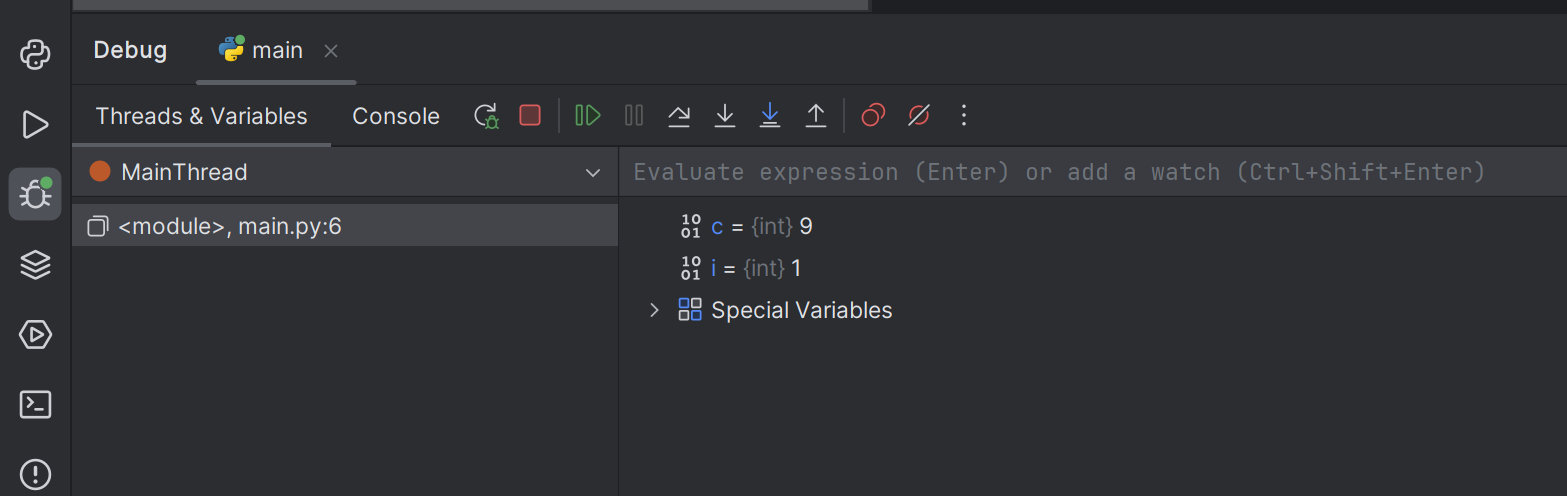 Debug main
Threads & Variables Console
MainThread Evaluate expression (Enter) or add a watch (Ctrl+Shift+Enter)
<module>, main.py:6
10
01 c = {int} 9
10
01 i = {int} 1
Special Variables